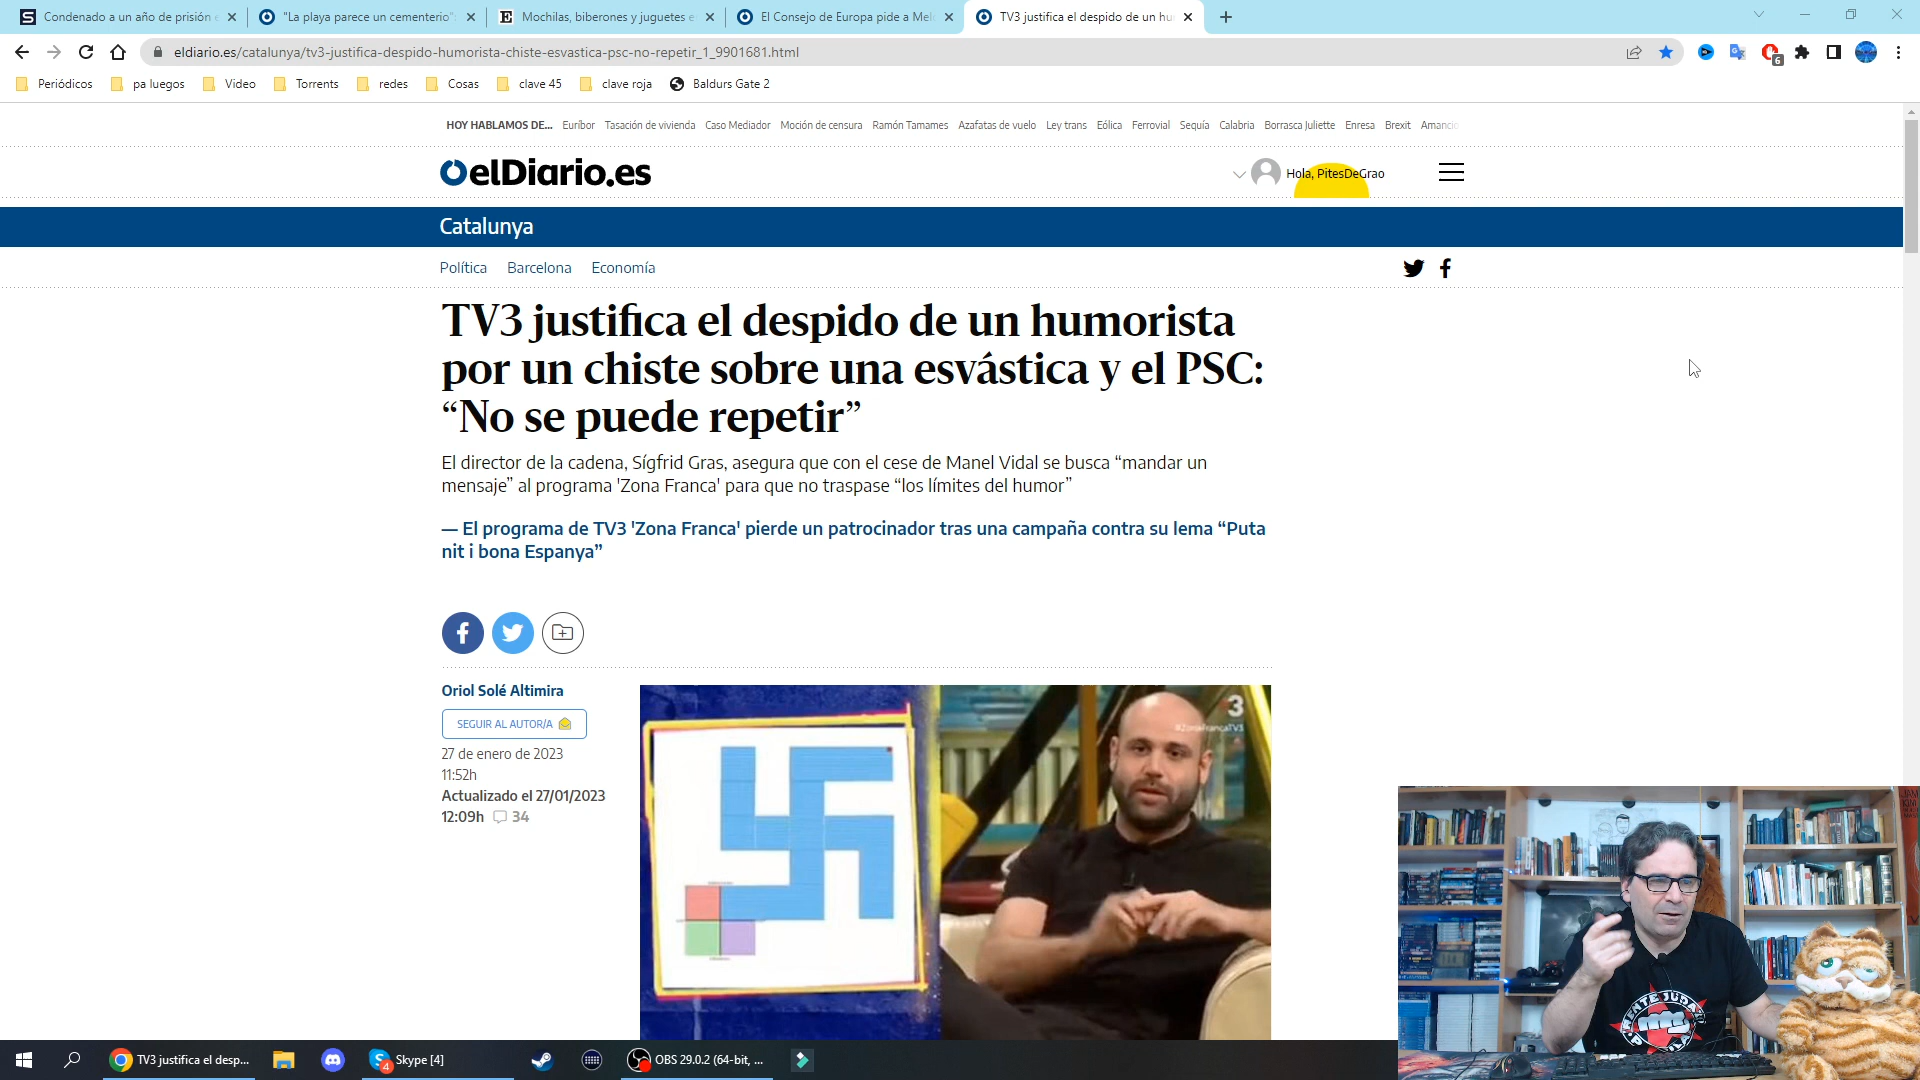 Condenado a un año de prisión
"La playa parece un cementerio":
Mochilas, biberones y juguetes e
El Consejo de Europa pide a Mel
TV3 justifica el despido de un hu
eldiario.es/catalunya/tv3-justifica-despido-humorista-chiste-esvastica-psc-no-repetir_1_9901681.html
6
Periódicos
pa luegos
Video
Torrents
redes
Cosas
clave 45
clave roja
Baldurs Gate 2
HOY HABLAMOS DE... Euríbor Tasación de vivienda Caso Mediador Moción de censura Ramón Tamames Azafatas de vuelo Ley trans Eólica Ferrovial Sequía Calabria Borrasca Juliette Enresa Brexit Amancio
elDiario.es
Hola, PitesDeGrao
Catalunya
Política Barcelona Economía
TV3 justifica el despido de un humorista
por un chiste sobre una esvástica y el PSC:
“No se puede repetir”
El director de la cadena, Sígfrid Gras, asegura que con el cese de Manel Vidal se busca “mandar un
mensaje” al programa 'Zona Franca' para que no traspase “los límites del humor”
— El programa de TV3 'Zona Franca' pierde un patrocinador tras una campaña contra su lema “Puta
nit i bona Espanya”
Oriol Solé Altimira
SEGUIR AL AUTOR/A
27 de enero de 2023
11:52h
Actualizado el 27/01/2023
12:09h 34
3
#ZonaFrancaTV3
TV3 justifica el desp...
4
Skype [4]
OBS 29.0.2 (64-bit, ...